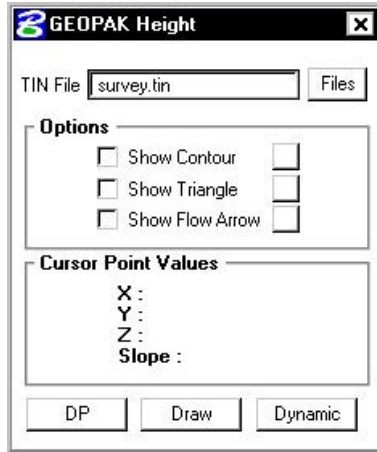 GEOPAK Height
TIN File survey.tin Files
Options
Show Contour
Show Triangle
Show Flow Arrow
Cursor Point Values
X :
Y :
Z :
Slope :
DP Draw Dynamic